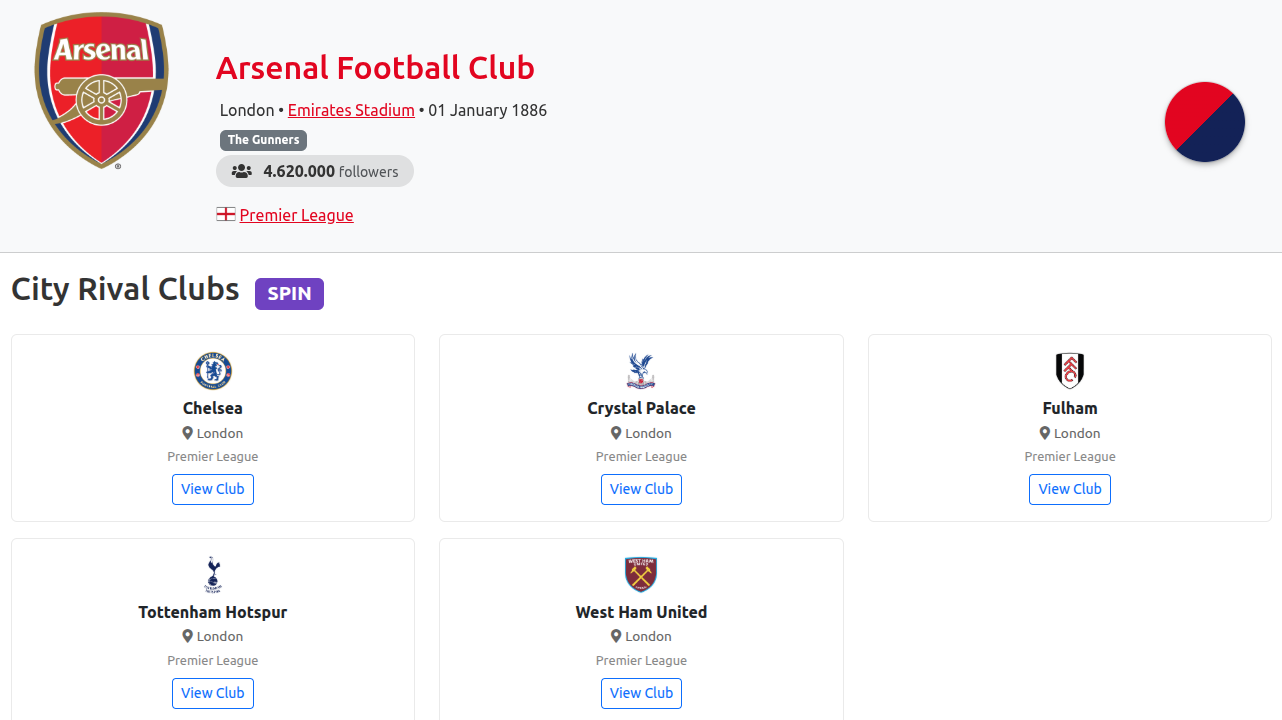 Arsenal
Arsenal Football Club
London • Emirates Stadium • 01 January 1886
The Gunners
4.620.000 followers
Premier League
City Rival Clubs SPIN
Chelsea
London
Premier League
View Club
Crystal Palace
London
Premier League
View Club
Fulham
London
Premier League
View Club
Tottenham Hotspur
London
Premier League
View Club
West Ham United
London
Premier League
View Club